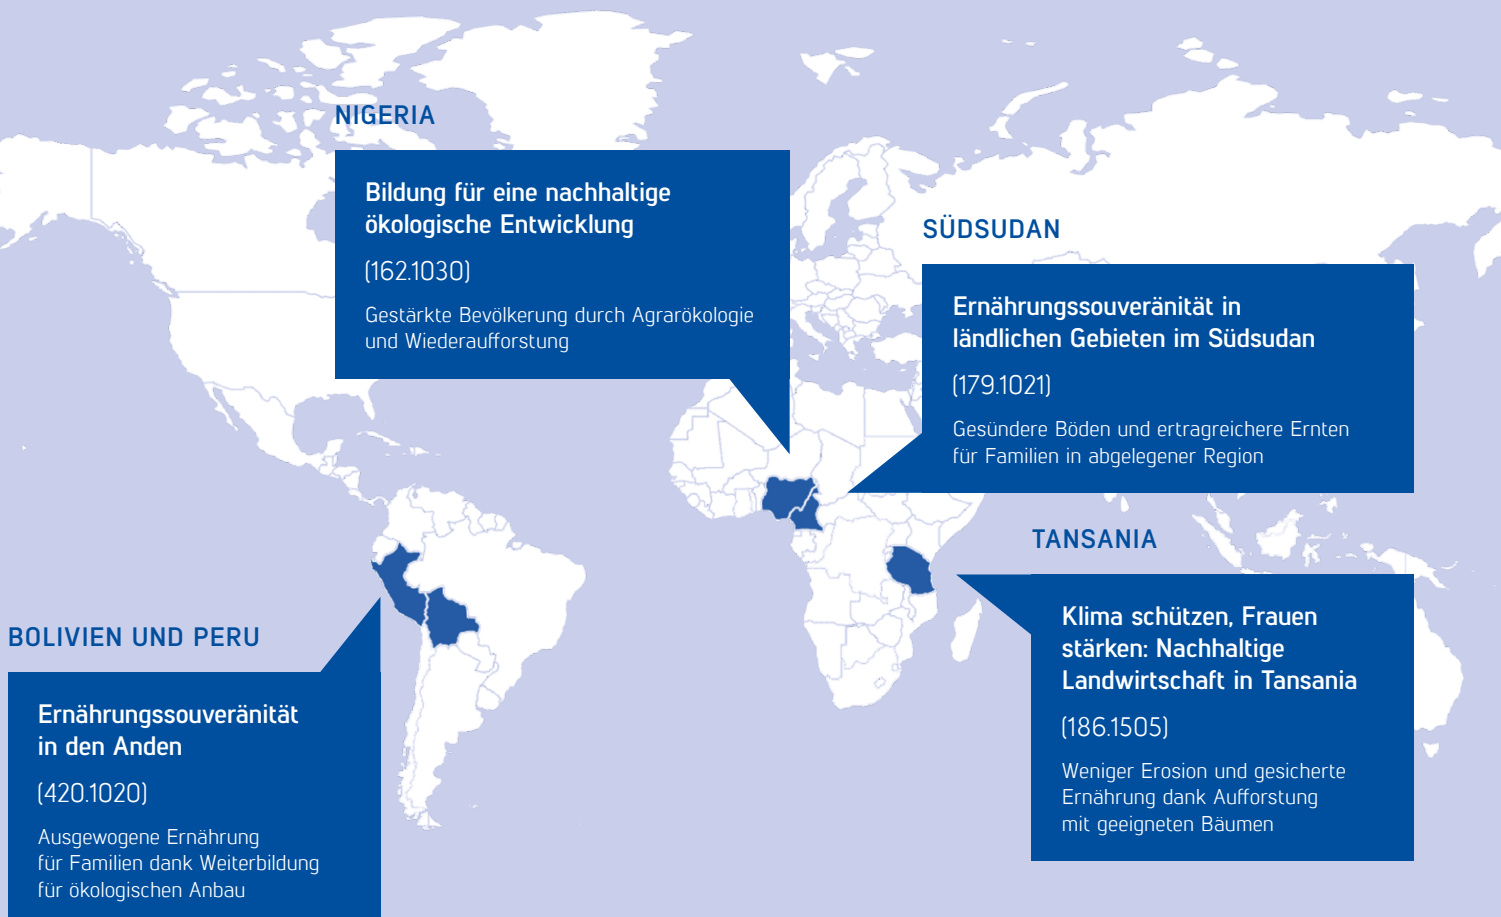 NIGERIA
Bildung für eine nachhaltige
ökologische Entwicklung
(162.1030)
Gestärkte Bevölkerung durch Agrarökologie
und Wiederaufforstung
SÜDSUDAN
Ernährungssouveränität in
ländlichen Gebieten im Südsudan
(179.1021)
Gesündere Böden und ertragreichere Ernten
für Familien in abgelegener Region
TANSANIA
Klima schützen, Frauen
stärken: Nachhaltige
Landwirtschaft in Tansania
(186.1505)
Weniger Erosion und gesicherte
Ernährung dank Aufforstung
mit geeigneten Bäumen
BOLIVIEN UND PERU
Ernährungssouveränität
in den Anden
(420.1020)
Ausgewogene Ernährung
für Familien dank Weiterbildung
für ökologischen Anbau